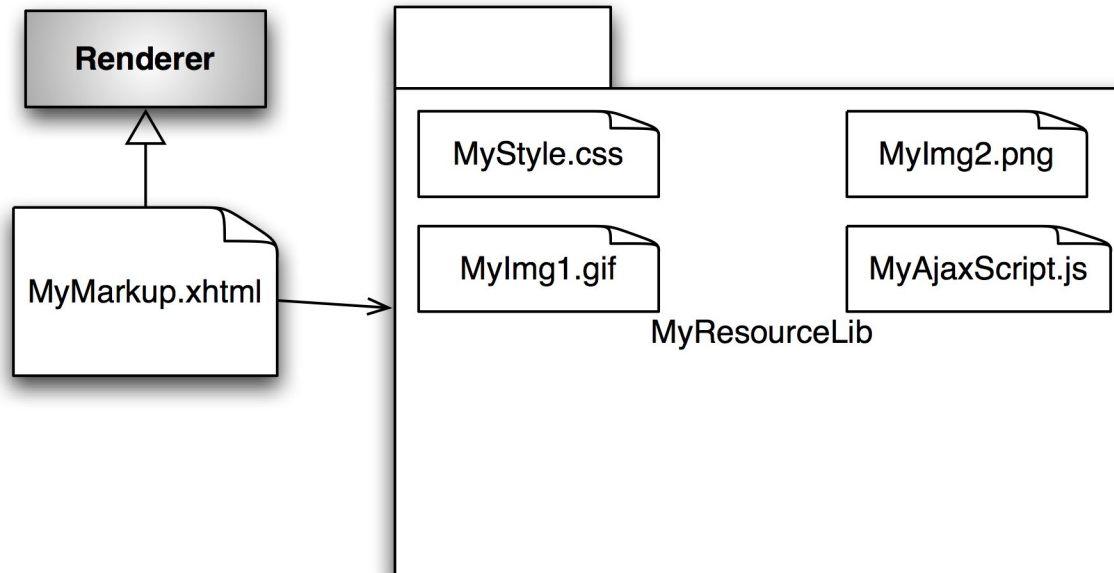 Renderer
MyMarkup.xhtml
MyStyle.css
MyImg2.png
MyImg1.gif
MyAjaxScript.js
MyResourceLib